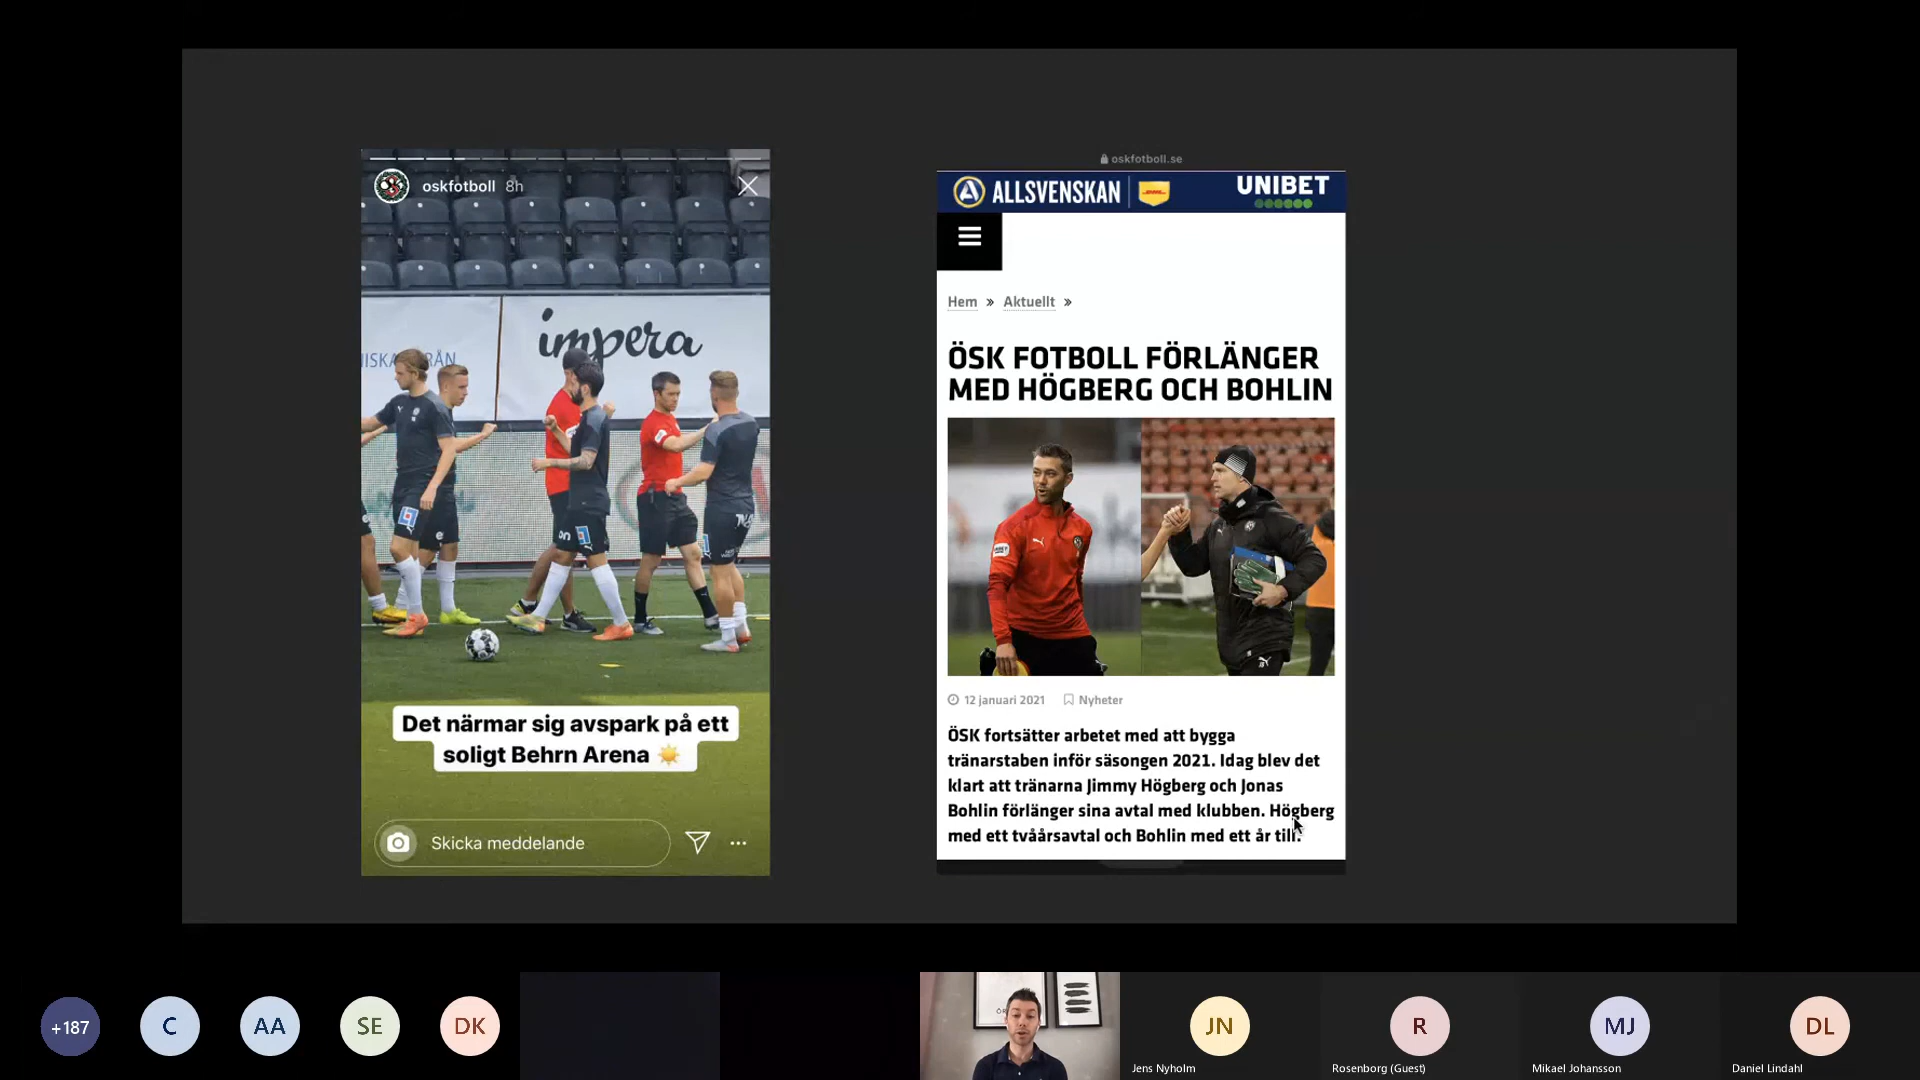 oskfotboll 8h
impera
Det närmar sig avspark på ett
soligt Behrn Arena
Skicka meddelande
oskfotboll.se
ALLSVENSKAN
UNIBET
Hem » Aktuellt »
ÖSK FOTBOLL FÖRLÄNGER
MED HÖGBERG OCH BOHLIN
12 januari 2021 Nyheter
ÖSK fortsätter arbetet med att bygga
tränarstaben inför säsongen 2021. Idag blev det
klart att tränarna Jimmy Högberg och Jonas
Bohlin förlänger sina avtal med klubben. Högberg
med ett tvåårsavtal och Bohlin med ett år till.
+187
C
AA
SE
DK
JN
R
MJ
DL
Jens Nyholm
Rosenborg (Guest)
Mikael Johansson
Daniel Lindahl